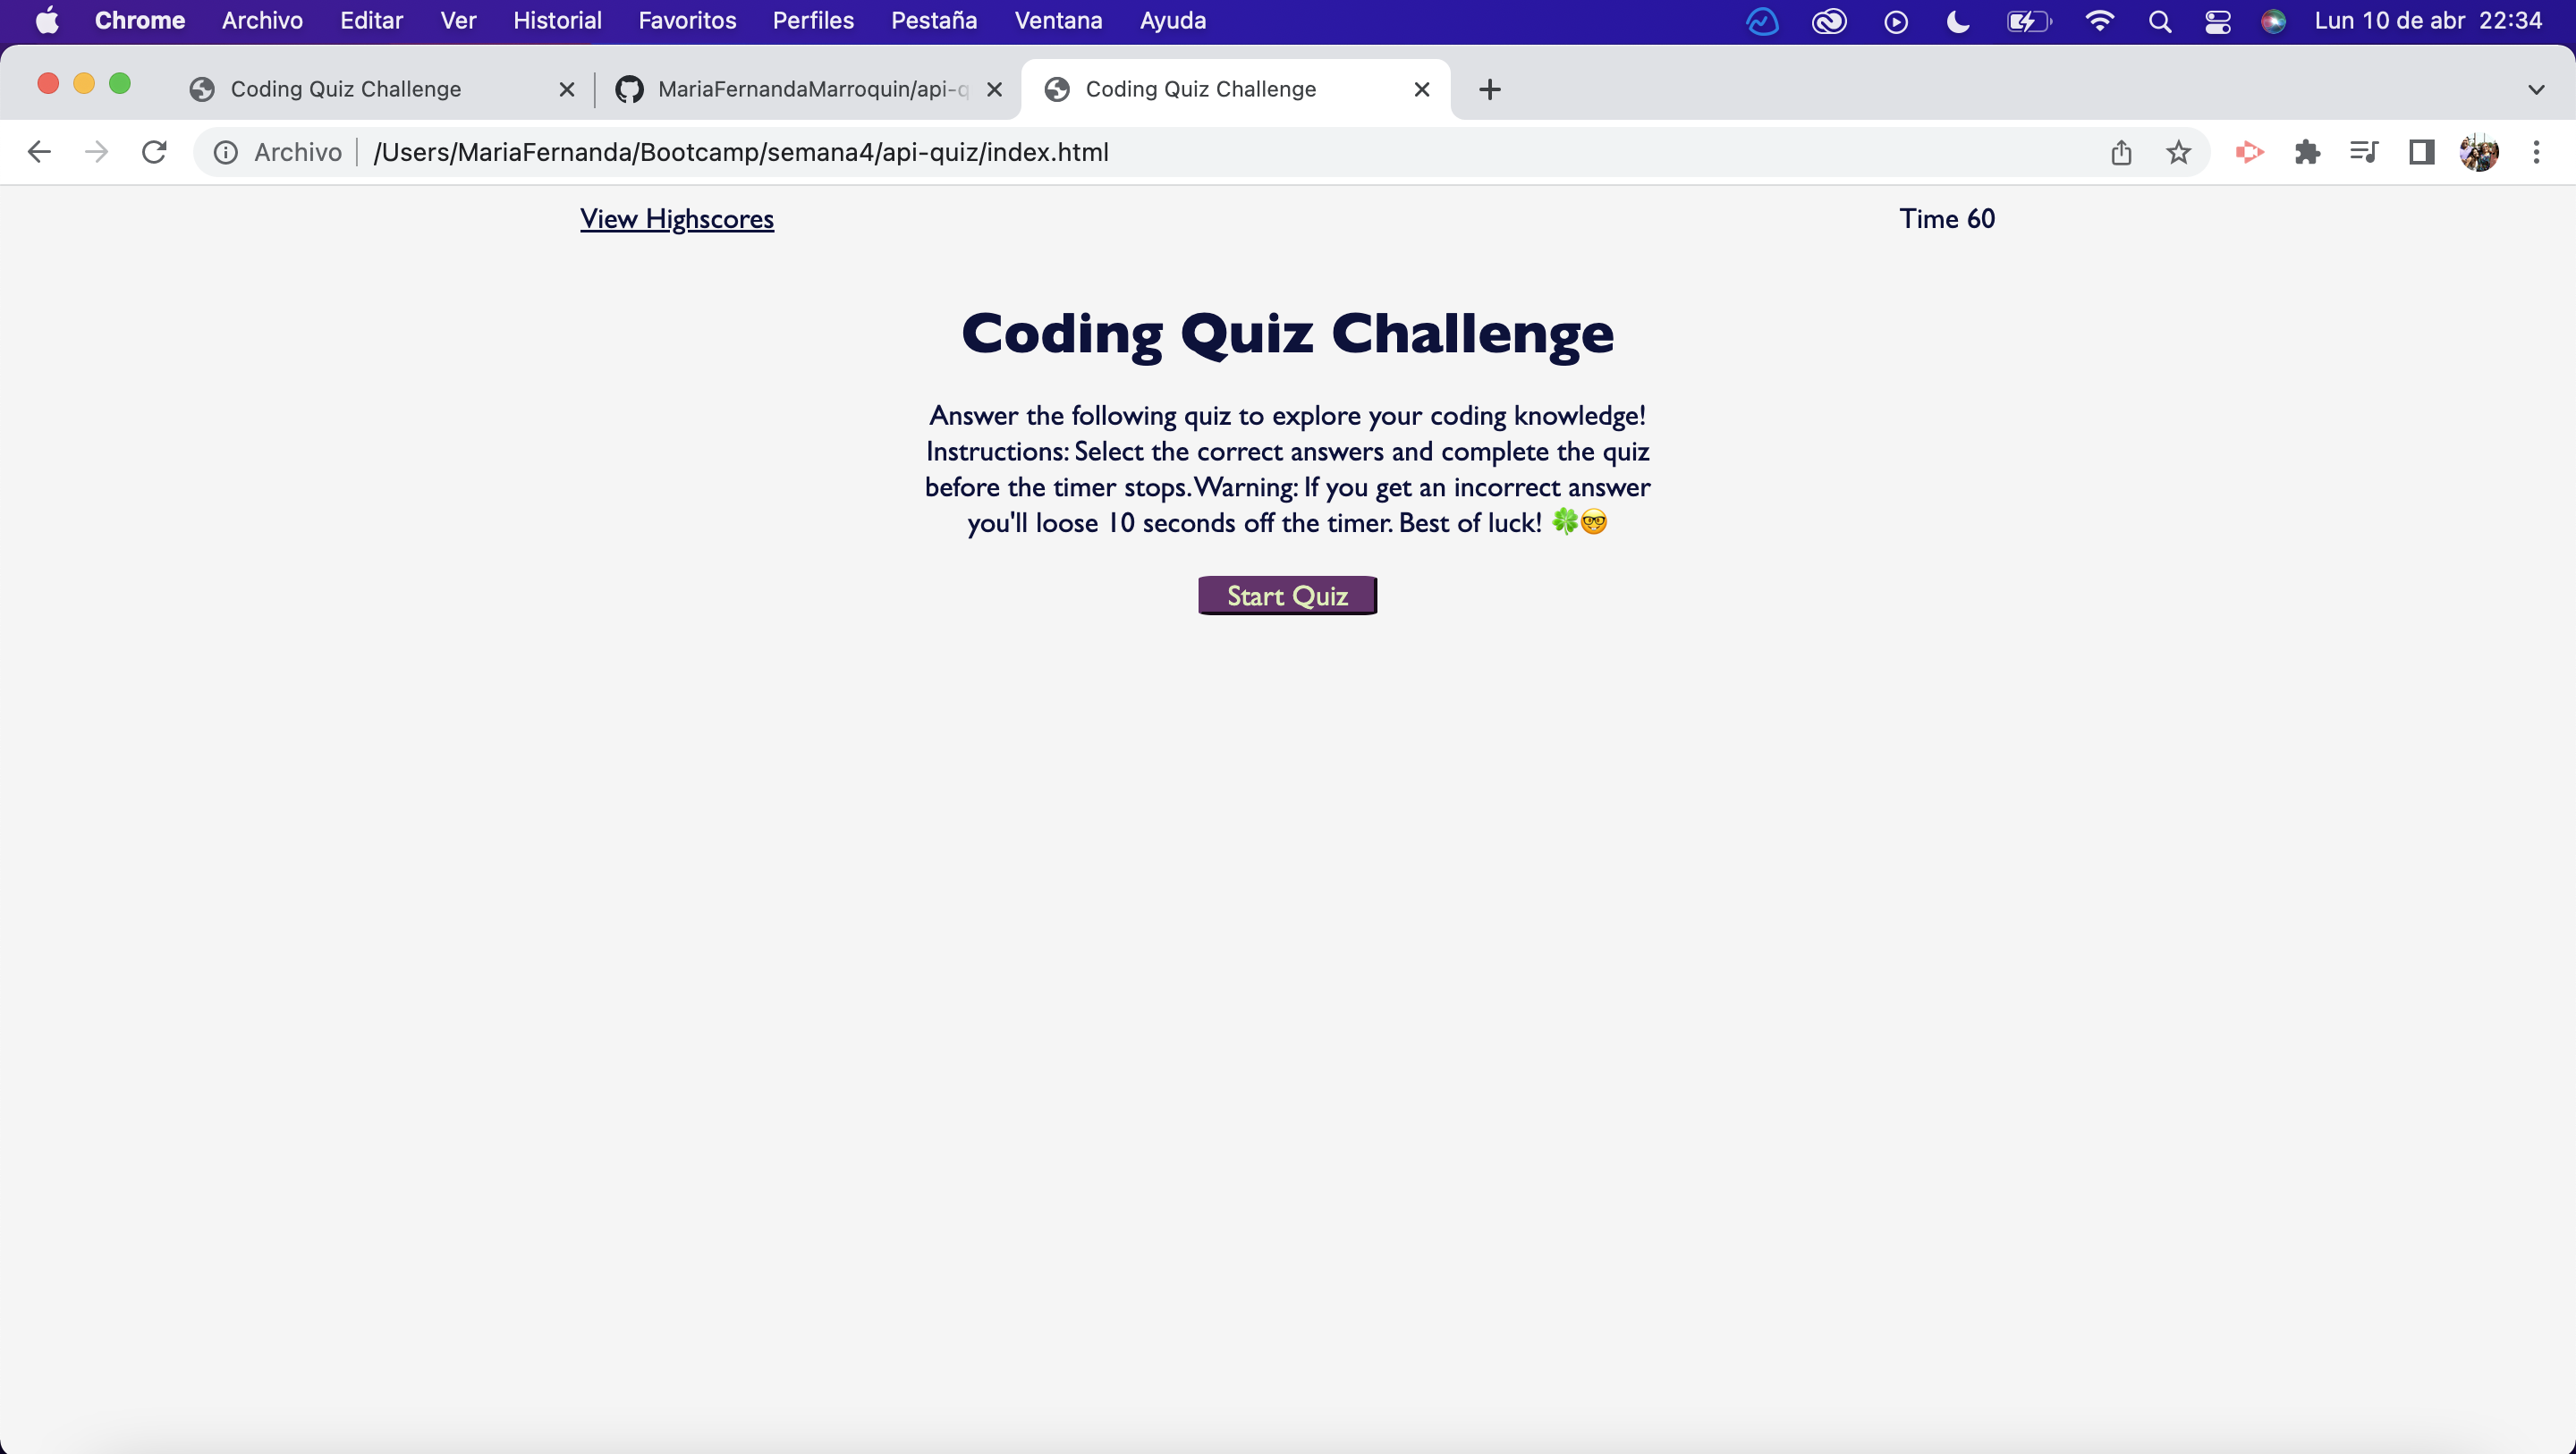 Chrome Archivo Editar Ver Historial Favoritos Perfiles Pestaña Ventana Ayuda Lun 10 de abr 22:34
Coding Quiz Challenge MariaFernandaMarroquin/api-q Coding Quiz Challenge
Archivo /Users/MariaFernanda/Bootcamp/semana4/api-quiz/index.html
View Highscores Time 60
Coding Quiz Challenge
Answer the following quiz to explore your coding knowledge!
Instructions: Select the correct answers and complete the quiz
before the timer stops. Warning: If you get an incorrect answer
you'll loose 10 seconds off the timer. Best of luck! 🍀🤓
Start Quiz